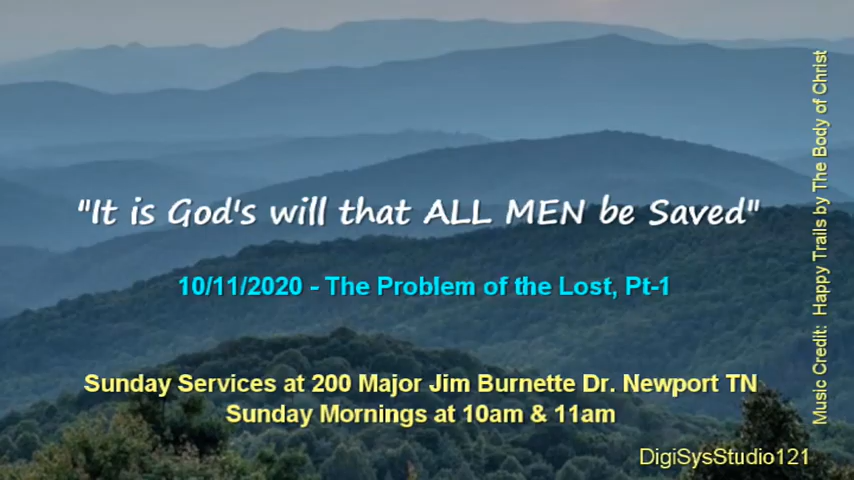 "It is God's will that ALL MEN be Saved"
10/11/2020 - The Problem of the Lost, Pt-1
Sunday Services at 200 Major Jim Burnette Dr. Newport TN
Sunday Mornings at 10am & 11am
DigiSysStudio121
Music Credit: Happy Trails by The Body of Christ